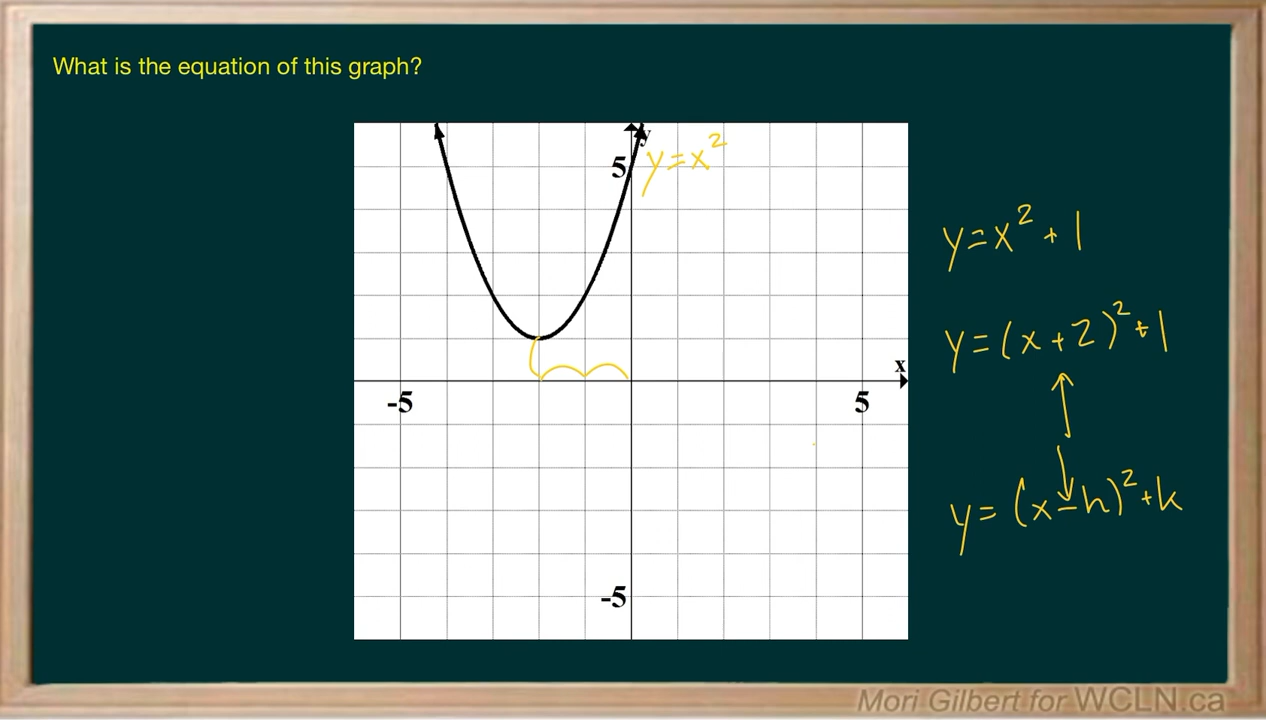 What is the equation of this graph?
y
5
y=x²
y=x²+1
y=(x+2)²+1
x
-5
5
y=(x-h)²+k
-5
Mori Gilbert for WCLN.ca